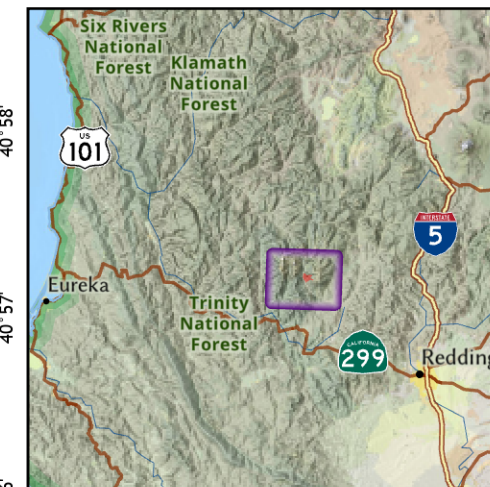 Six Rivers
National
Forest
Klamath
National
Forest
40°58'
US
101
INTERSTATE
5
Eureka
40°57'
Trinity
National
Forest
CALIFORNIA
299
Redding